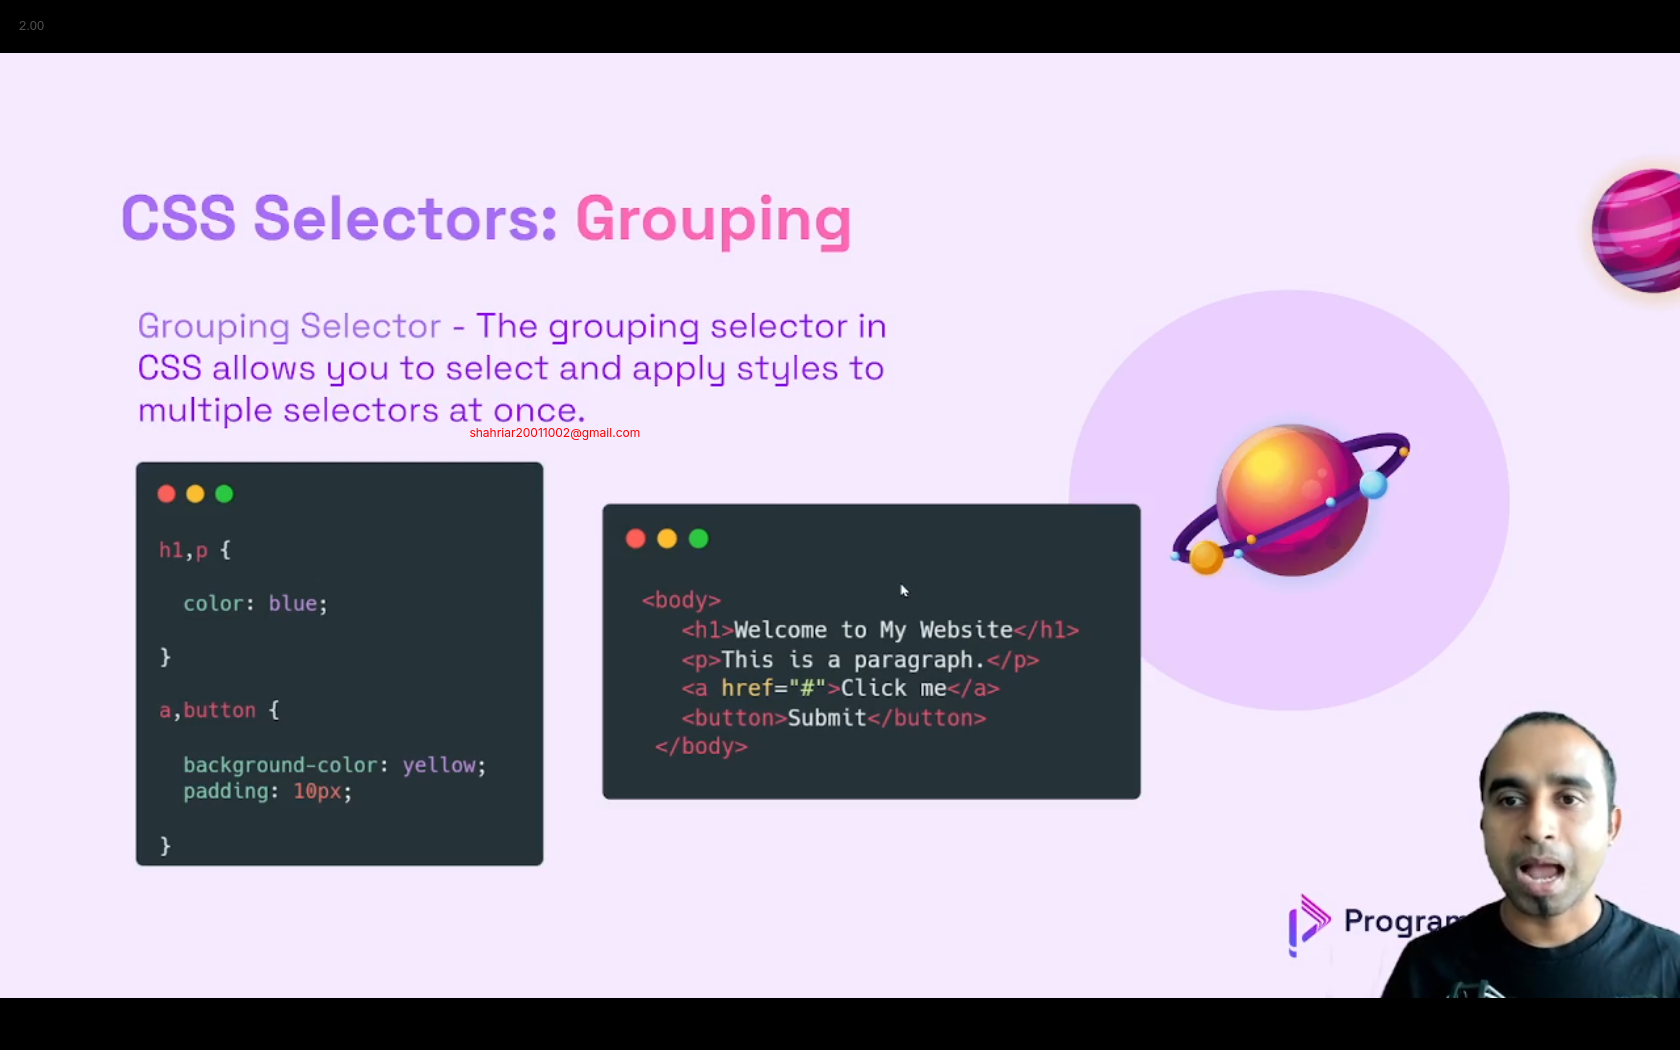 2.00
CSS Selectors: Grouping
Grouping Selector - The grouping selector in
CSS allows you to select and apply styles to
multiple selectors at once.
shahriar20011002@gmail.com
h1,p {
color: blue;
}
a,button {
background-color: yellow;
padding: 10px;
}
<body>
<h1>Welcome to My Website</h1>
<p>This is a paragraph.</p>
<a href="#">Click me</a>
<button>Submit</button>
</body>